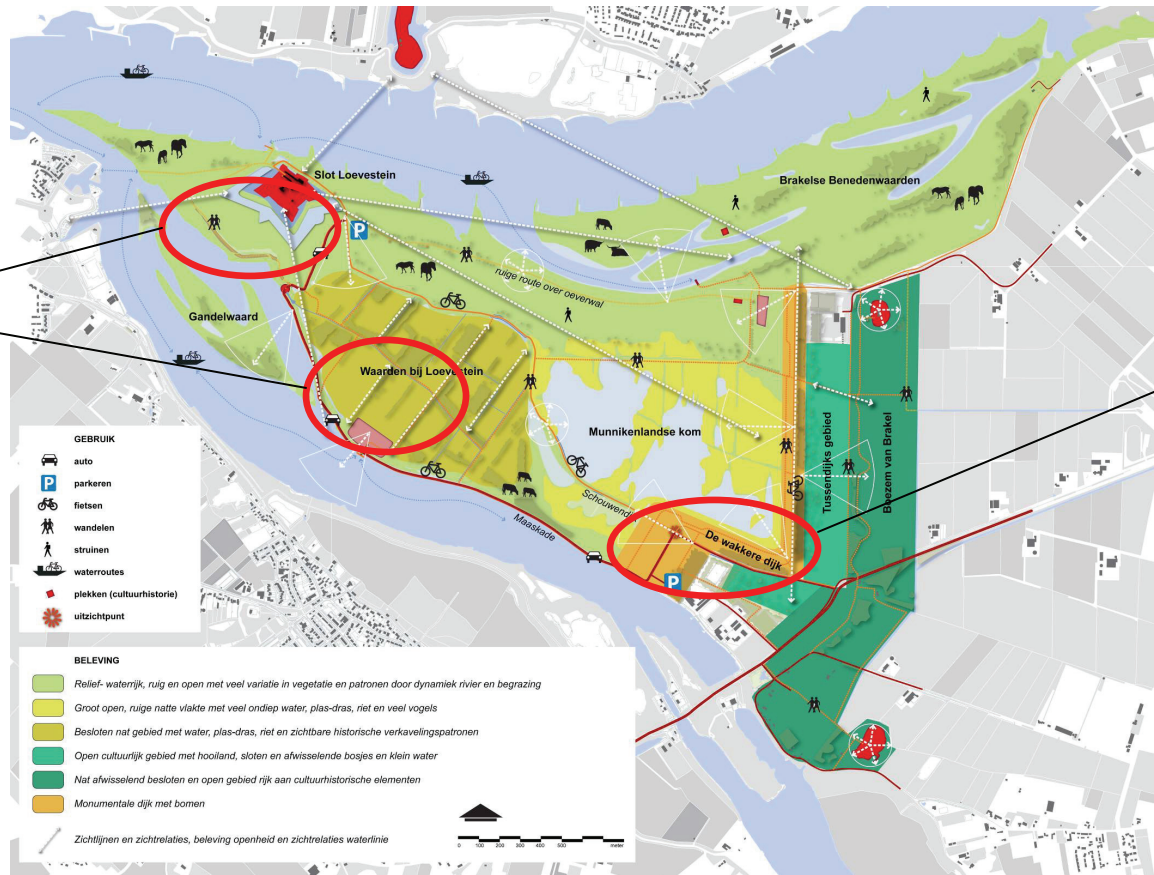 Slot Loevestein
Brakelse Benedenwaarden
P
ruige route over oeverwal
Gandelwaard
Waarden bij Loevestein
Munnikenlandse kom
Tussendijks gebied
Boezem van Brakel
Schouwendijk
Maaskade
De wakkere dijk
P
GEBRUIK
auto
P parkeren
fietsen
wandelen
struinen
waterroutes
plekken (cultuurhistorie)
uitzichtpunt
BELEVING
Relief- waterrijk, ruig en open met veel variatie in vegetatie en patronen door dynamiek rivier en begrazing
Groot open, ruige natte vlakte met veel ondiep water, plas-dras, riet en veel vogels
Besloten nat gebied met water, plas-dras, riet en zichtbare historische verkavelingspatronen
Open cultuurlijk gebied met hooiland, sloten en afwisselende bosjes en klein water
Nat afwisselend besloten en open gebied rijk aan cultuurhistorische elementen
Monumentale dijk met bomen
Zichtlijnen en zichtrelaties, beleving openheid en zichtrelaties waterlinie
0 100 200 400 600 meter